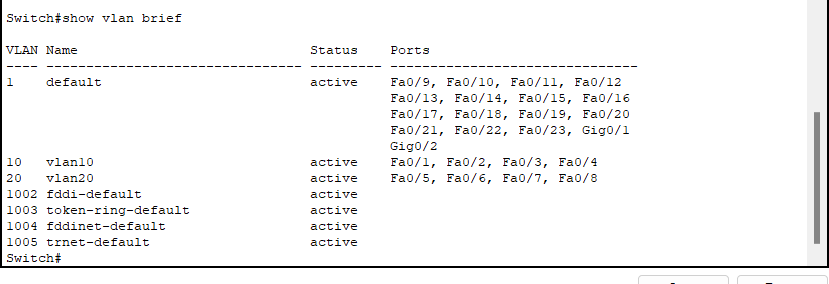 Switch#show vlan brief
VLAN Name                             Status    Ports
---- -------------------------------- --------- -------------------------------
1    default                          active    Fa0/9, Fa0/10, Fa0/11, Fa0/12
                                                Fa0/13, Fa0/14, Fa0/15, Fa0/16
                                                Fa0/17, Fa0/18, Fa0/19, Fa0/20
                                                Fa0/21, Fa0/22, Fa0/23, Gig0/1
                                                Gig0/2
10   vlan10                           active    Fa0/1, Fa0/2, Fa0/3, Fa0/4
20   vlan20                           active    Fa0/5, Fa0/6, Fa0/7, Fa0/8
1002 fddi-default                     active
1003 token-ring-default               active
1004 fddinet-default                  active
1005 trnet-default                    active
Switch#